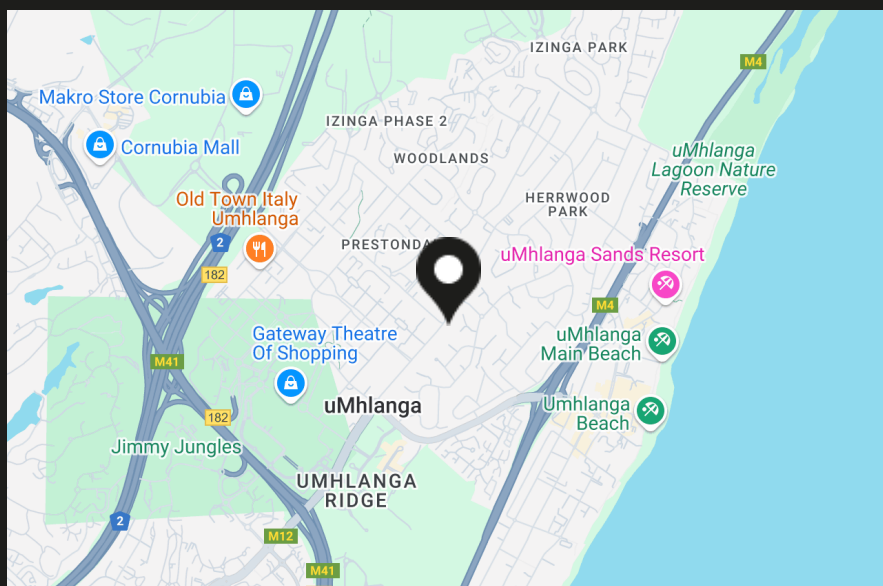 IZINGA PARK
M4
Makro Store Cornubia
IZINGA PHASE 2
Cornubia Mall
WOODLANDS
uMhlanga
Lagoon Nature
Reserve
Old Town Italy
Umhlanga
HERRWOOD
PARK
2
PRESTONDA
uMhlanga Sands Resort
182
M4
Gateway Theatre
Of Shopping
uMhlanga
Main Beach
M41
uMhlanga
Umhlanga
Beach
182
Jimmy Jungles
UMHLANGA
RIDGE
2
M12
M41